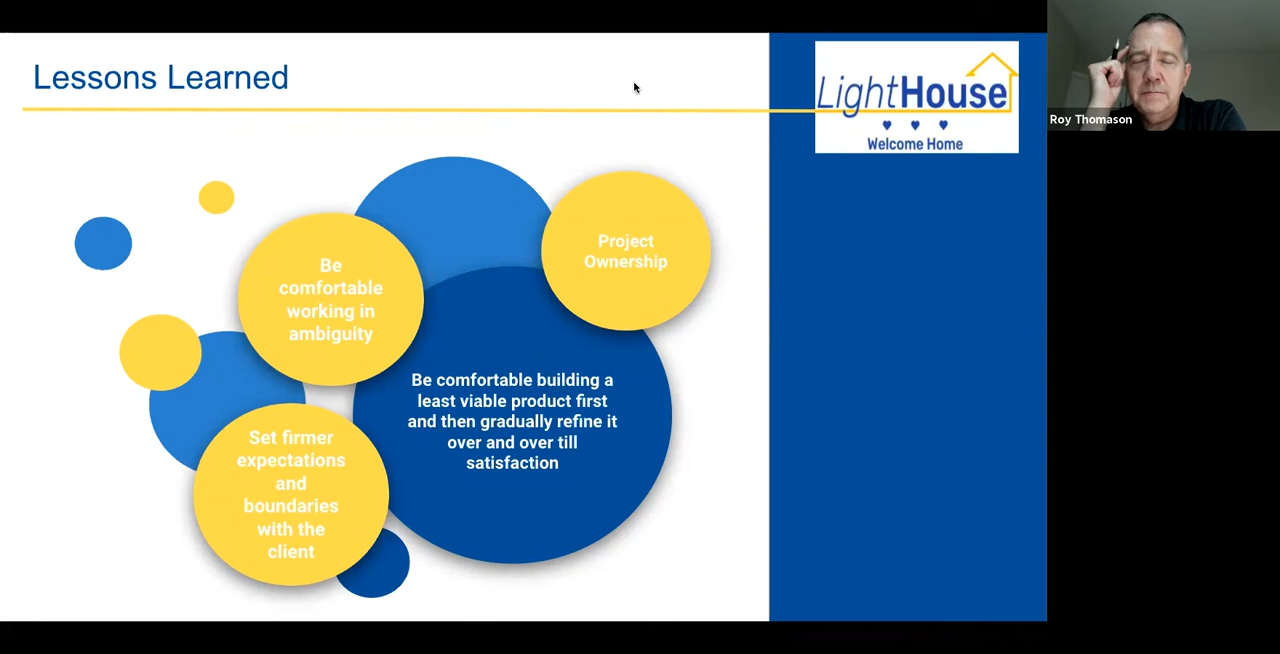 Lessons Learned
LightHouse
Welcome Home
Roy Thomason
Project
Ownership
Be
comfortable
working in
ambiguity
Be comfortable building a
least viable product first
and then gradually refine it
over and over till
satisfaction
Set firmer
expectations
and
boundaries
with the
client